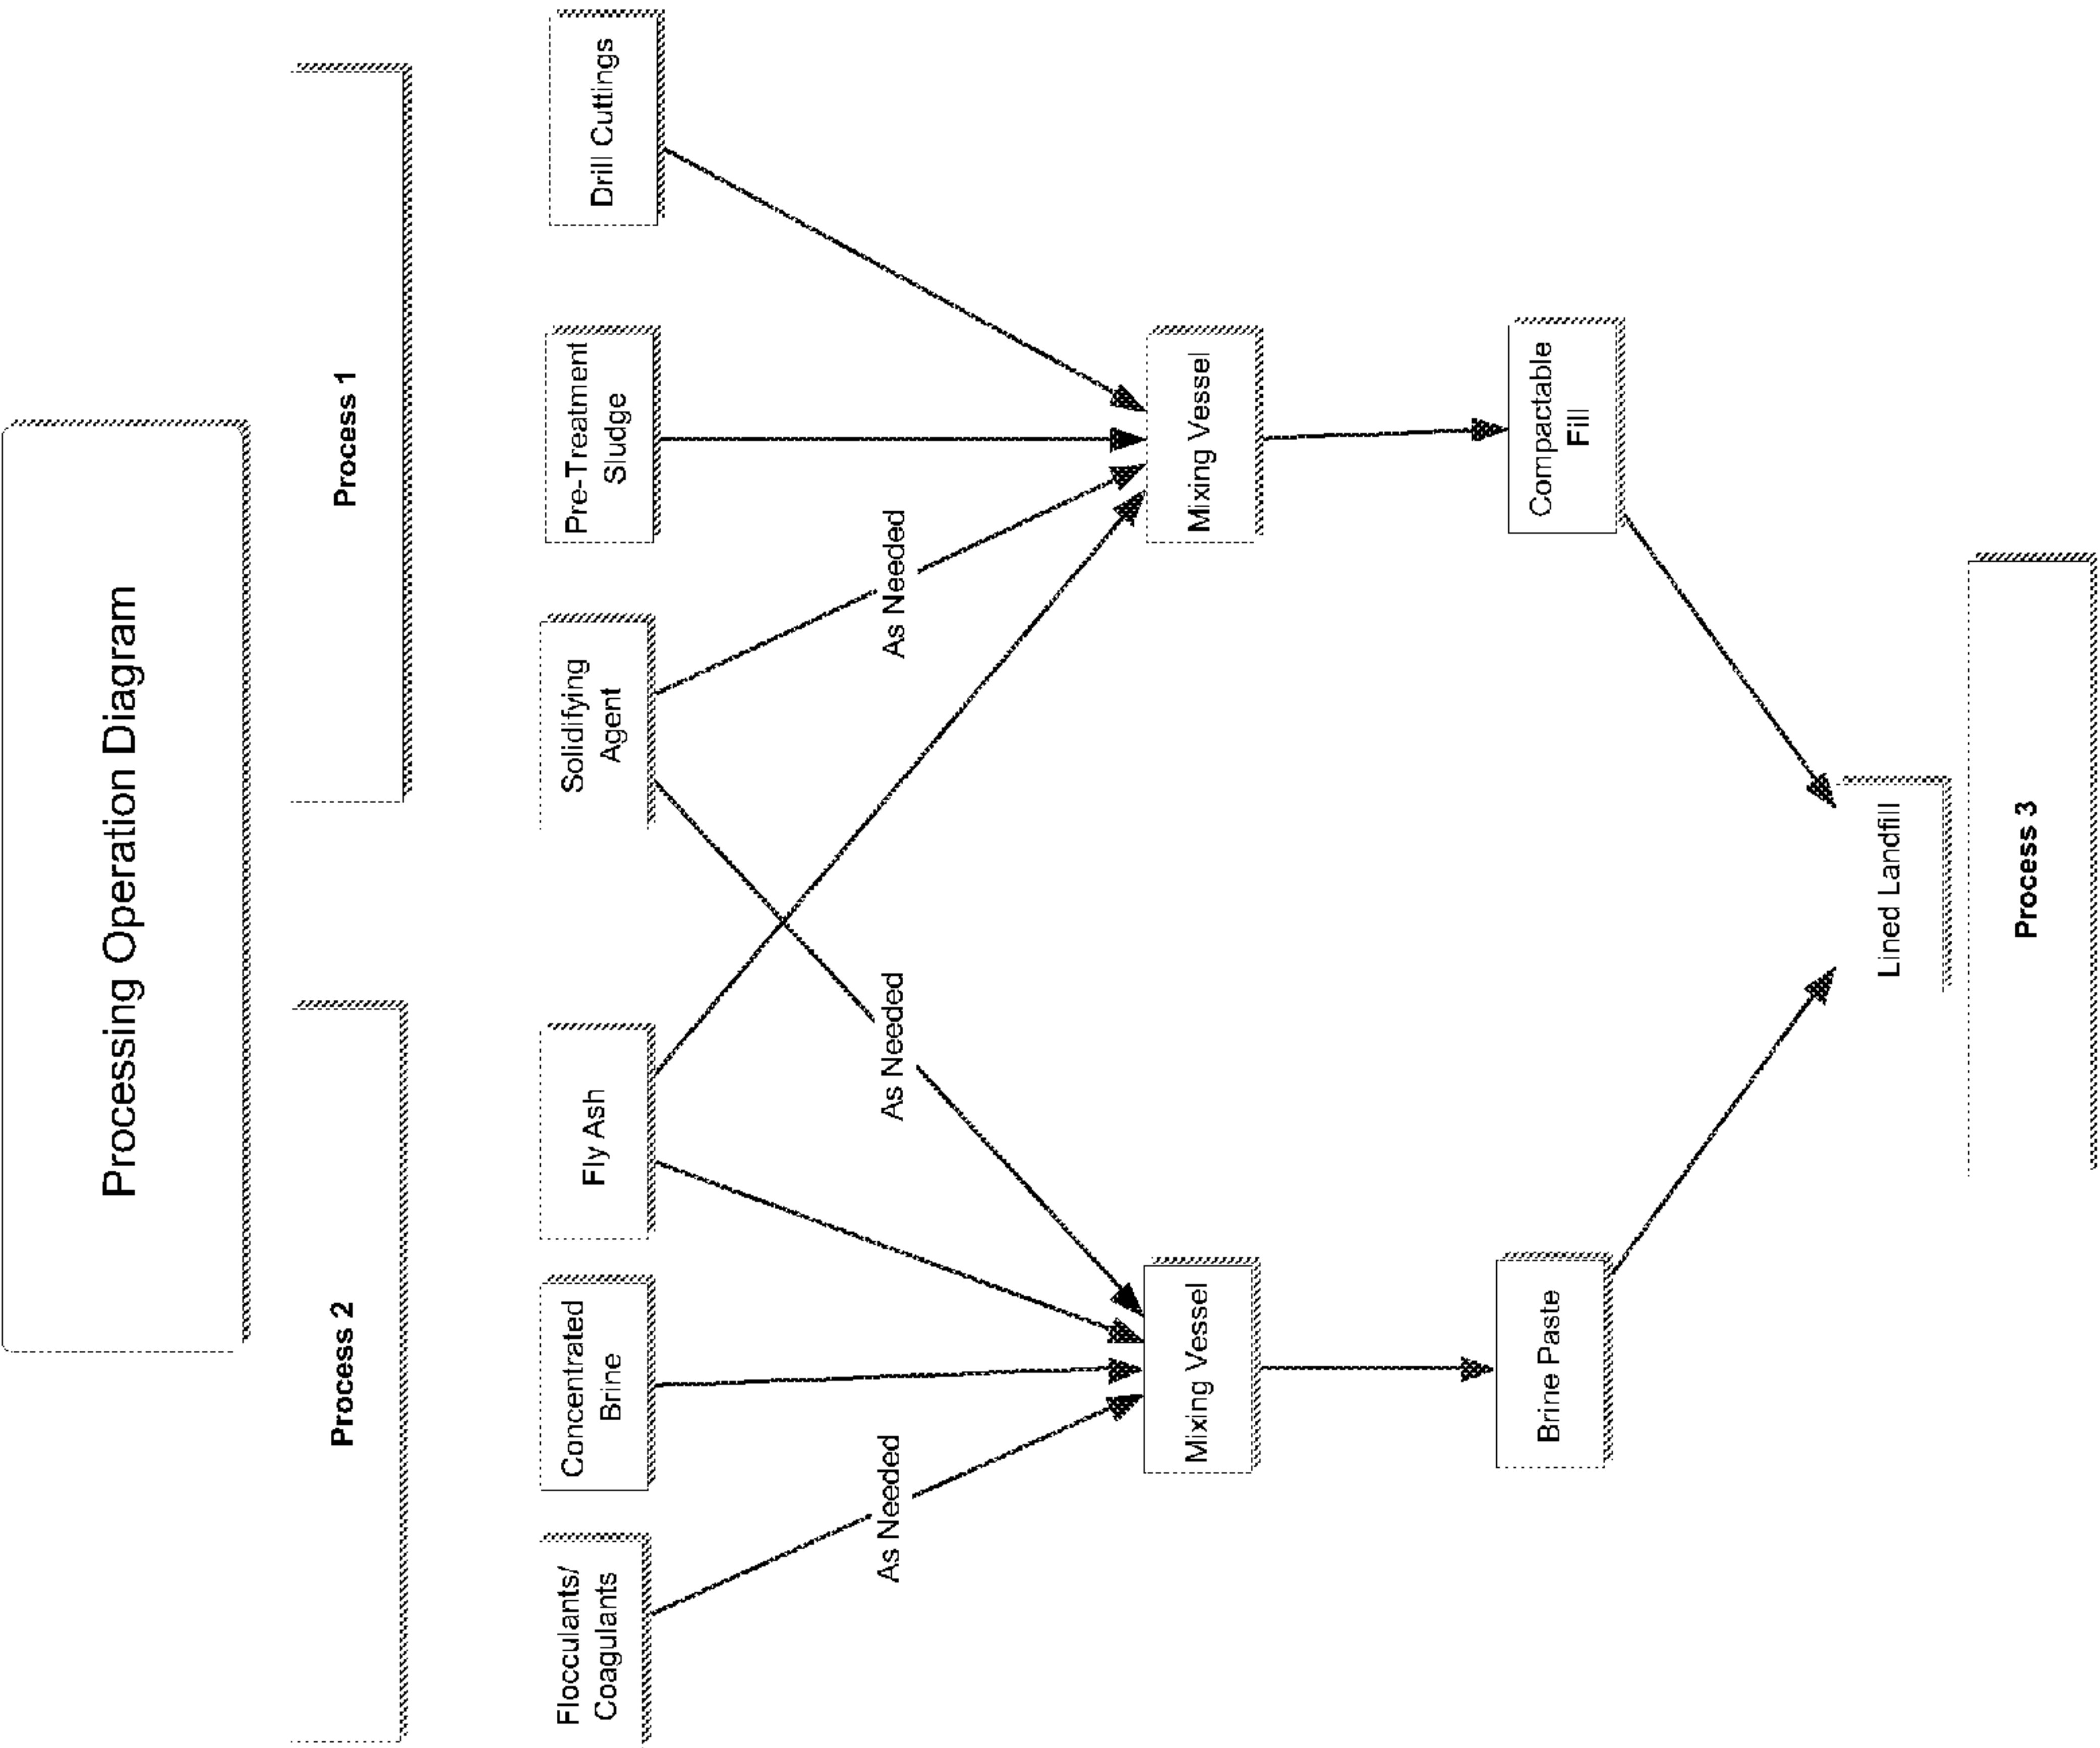 Processing Operation Diagram
Process 2
Process 1
Flocculants/
Coagulants
Concentrated
Brine
Fly Ash
Solidifying
Agent
Pre-Treatment
Sludge
Drill Cuttings
As Needed
As Needed
As Needed
Mixing Vessel
Mixing Vessel
Brine Paste
Compactable
Fill
Lined Landfill
Process 3